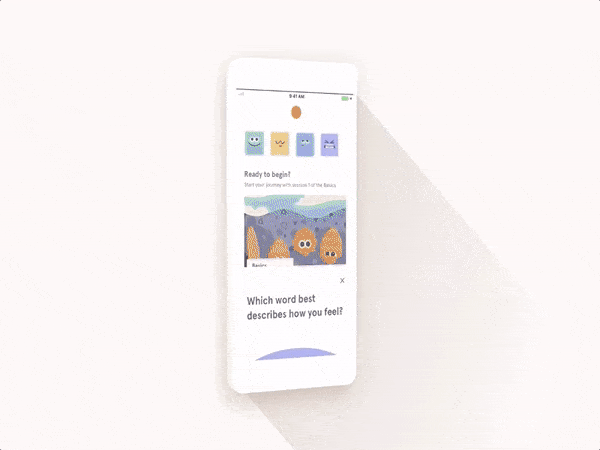 9:41 AM
Ready to begin?
Start your journey with session 1 of the Basics
Basics
Which word best
describes how you feel?